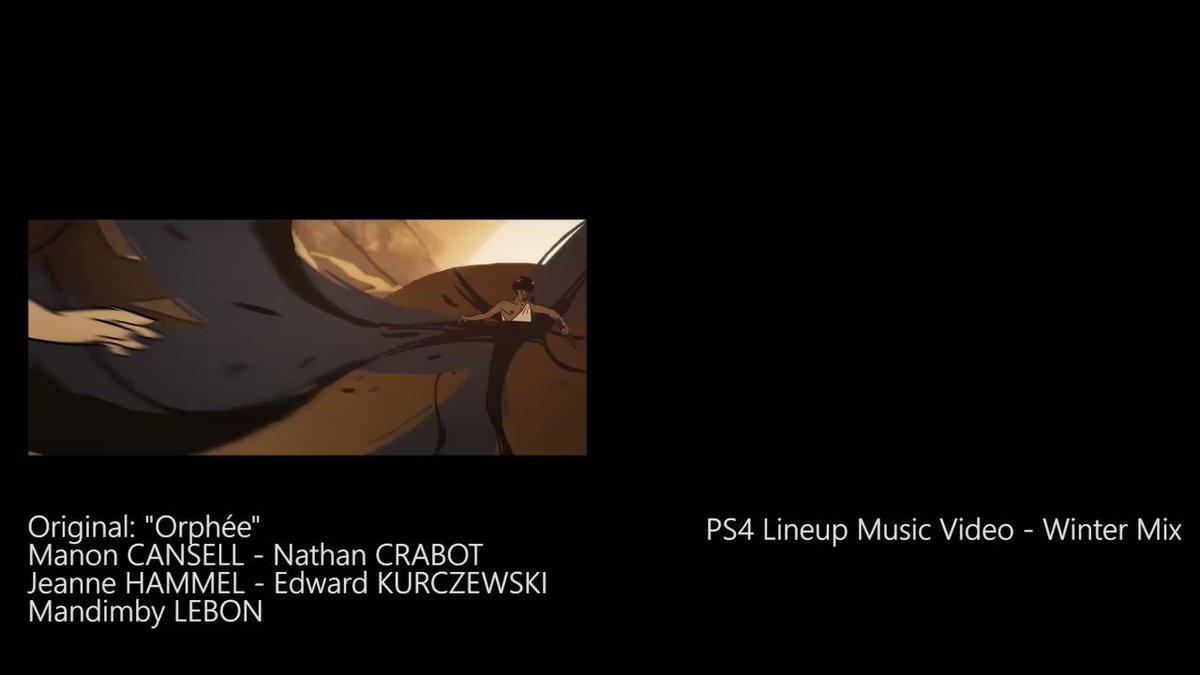 Original: "Orphée"
Manon CANSELL - Nathan CRABOT
Jeanne HAMMEL - Edward KURCZEWSKI
Mandimby LEBON
PS4 Lineup Music Video - Winter Mix